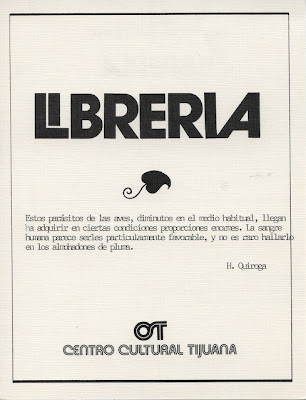 LIBRERIA
Estos parásitos de las aves, diminutos en el medio habitual, llegan
ha adquirir en ciertas condiciones proporciones enormes. La sangre
humana parece serles particularmente favorable, y no es raro hallarlo
en los almohadones de pluma.
H. Quiroga
CENTRO CULTURAL TIJUANA